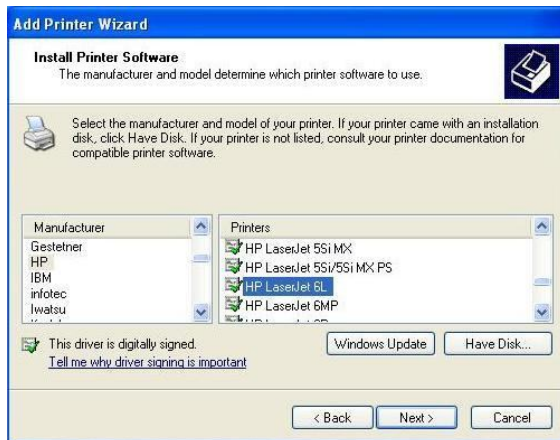 Add Printer Wizard
Install Printer Software
The manufacturer and model determine which printer software to use.
Select the manufacturer and model of your printer. If your printer came with an installation
disk, click Have Disk. If your printer is not listed, consult your printer documentation for
compatible printer software.
Manufacturer
Gestetner
HP
IBM
infotec
Iwatsu
Printers
HP LaserJet 5Si MX
HP LaserJet 5Si/5Si MX PS
HP LaserJet 6L
HP LaserJet 6MP
This driver is digitally signed.
Tell me why driver signing is important
Windows Update
Have Disk...
< Back
Next >
Cancel